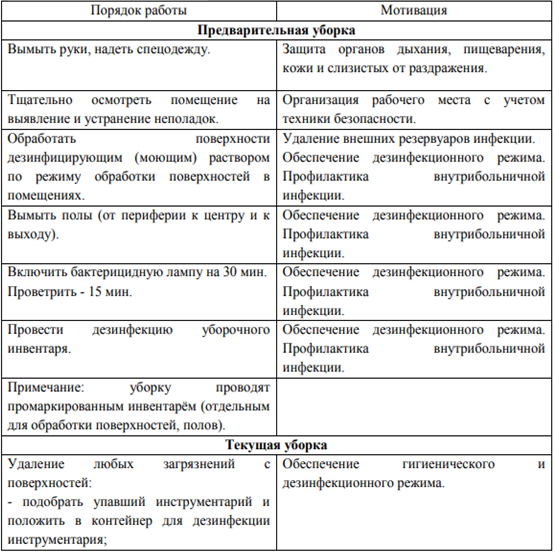 Порядок работы
Мотивация
Предварительная уборка
Вымыть руки, надеть спецодежду.
Защита органов дыхания, пищеварения,
кожи и слизистых от раздражения.
Тщательно осмотреть помещение на
выявление и устранение неполадок.
Организация рабочего места с учетом
техники безопасности.
Обработать поверхности
дезинфицирующим (моющим) раствором
по режиму обработки поверхностей в
помещениях.
Удаление внешних резервуаров инфекции.
Обеспечение дезинфекционного режима.
Профилактика внутрибольничной
инфекции.
Вымыть полы (от периферии к центру и к
выходу).
Обеспечение дезинфекционного режима.
Профилактика внутрибольничной
инфекции.
Включить бактерицидную лампу на 30 мин.
Проветрить - 15 мин.
Обеспечение дезинфекционного режима.
Профилактика внутрибольничной
инфекции.
Провести дезинфекцию уборочного
инвентаря.
Обеспечение дезинфекционного режима.
Профилактика внутрибольничной
инфекции.
Примечание: уборку проводят
промаркированным инвентарём (отдельным
для обработки поверхностей, полов).
Текущая уборка
Удаление любых загрязнений с
поверхностей:
- подобрать упавший инструментарий и
положить в контейнер для дезинфекции
инструментария;
Обеспечение гигиенического и
дезинфекционного режима.